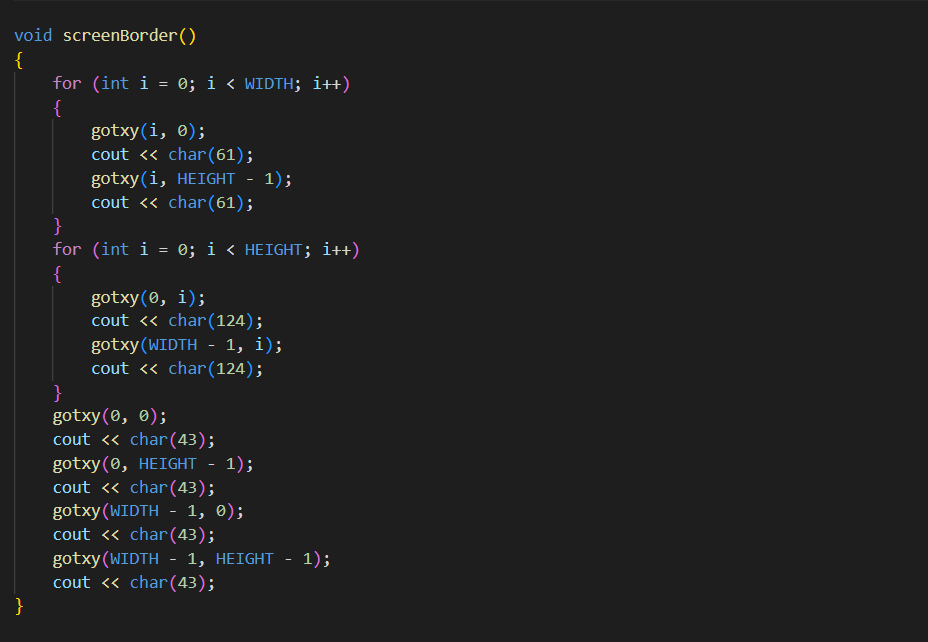 void screenBorder()
{
    for (int i = 0; i < WIDTH; i++)
    {
        gotxy(i, 0);
        cout << char(61);
        gotxy(i, HEIGHT - 1);
        cout << char(61);
    }
    for (int i = 0; i < HEIGHT; i++)
    {
        gotxy(0, i);
        cout << char(124);
        gotxy(WIDTH - 1, i);
        cout << char(124);
    }
    gotxy(0, 0);
    cout << char(43);
    gotxy(0, HEIGHT - 1);
    cout << char(43);
    gotxy(WIDTH - 1, 0);
    cout << char(43);
    gotxy(WIDTH - 1, HEIGHT - 1);
    cout << char(43);
}